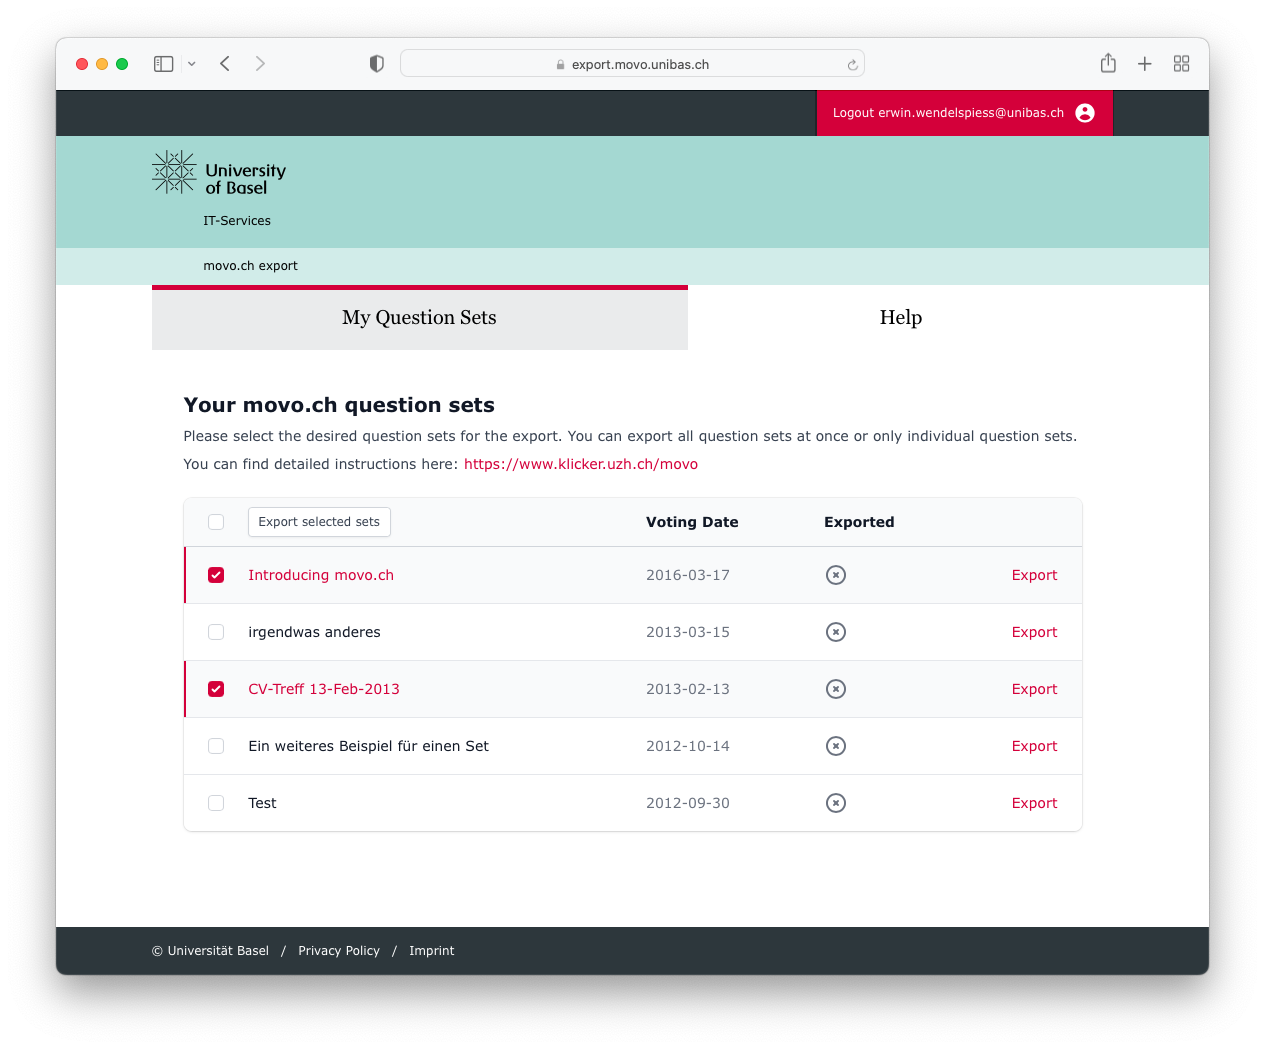 export.movo.unibas.ch
Logout erwin.wendelspiess@unibas.ch
University
of Basel
IT-Services
movo.ch export
My Question Sets
Help
Your movo.ch question sets
Please select the desired question sets for the export. You can export all question sets at once or only individual question sets.
You can find detailed instructions here: https://www.klicker.uzh.ch/movo
Export selected sets Voting Date Exported
Introducing movo.ch 2016-03-17 Export
irgendwas anderes 2013-03-15 Export
CV-Treff 13-Feb-2013 2013-02-13 Export
Ein weiteres Beispiel für einen Set 2012-10-14 Export
Test 2012-09-30 Export
© Universität Basel / Privacy Policy / Imprint